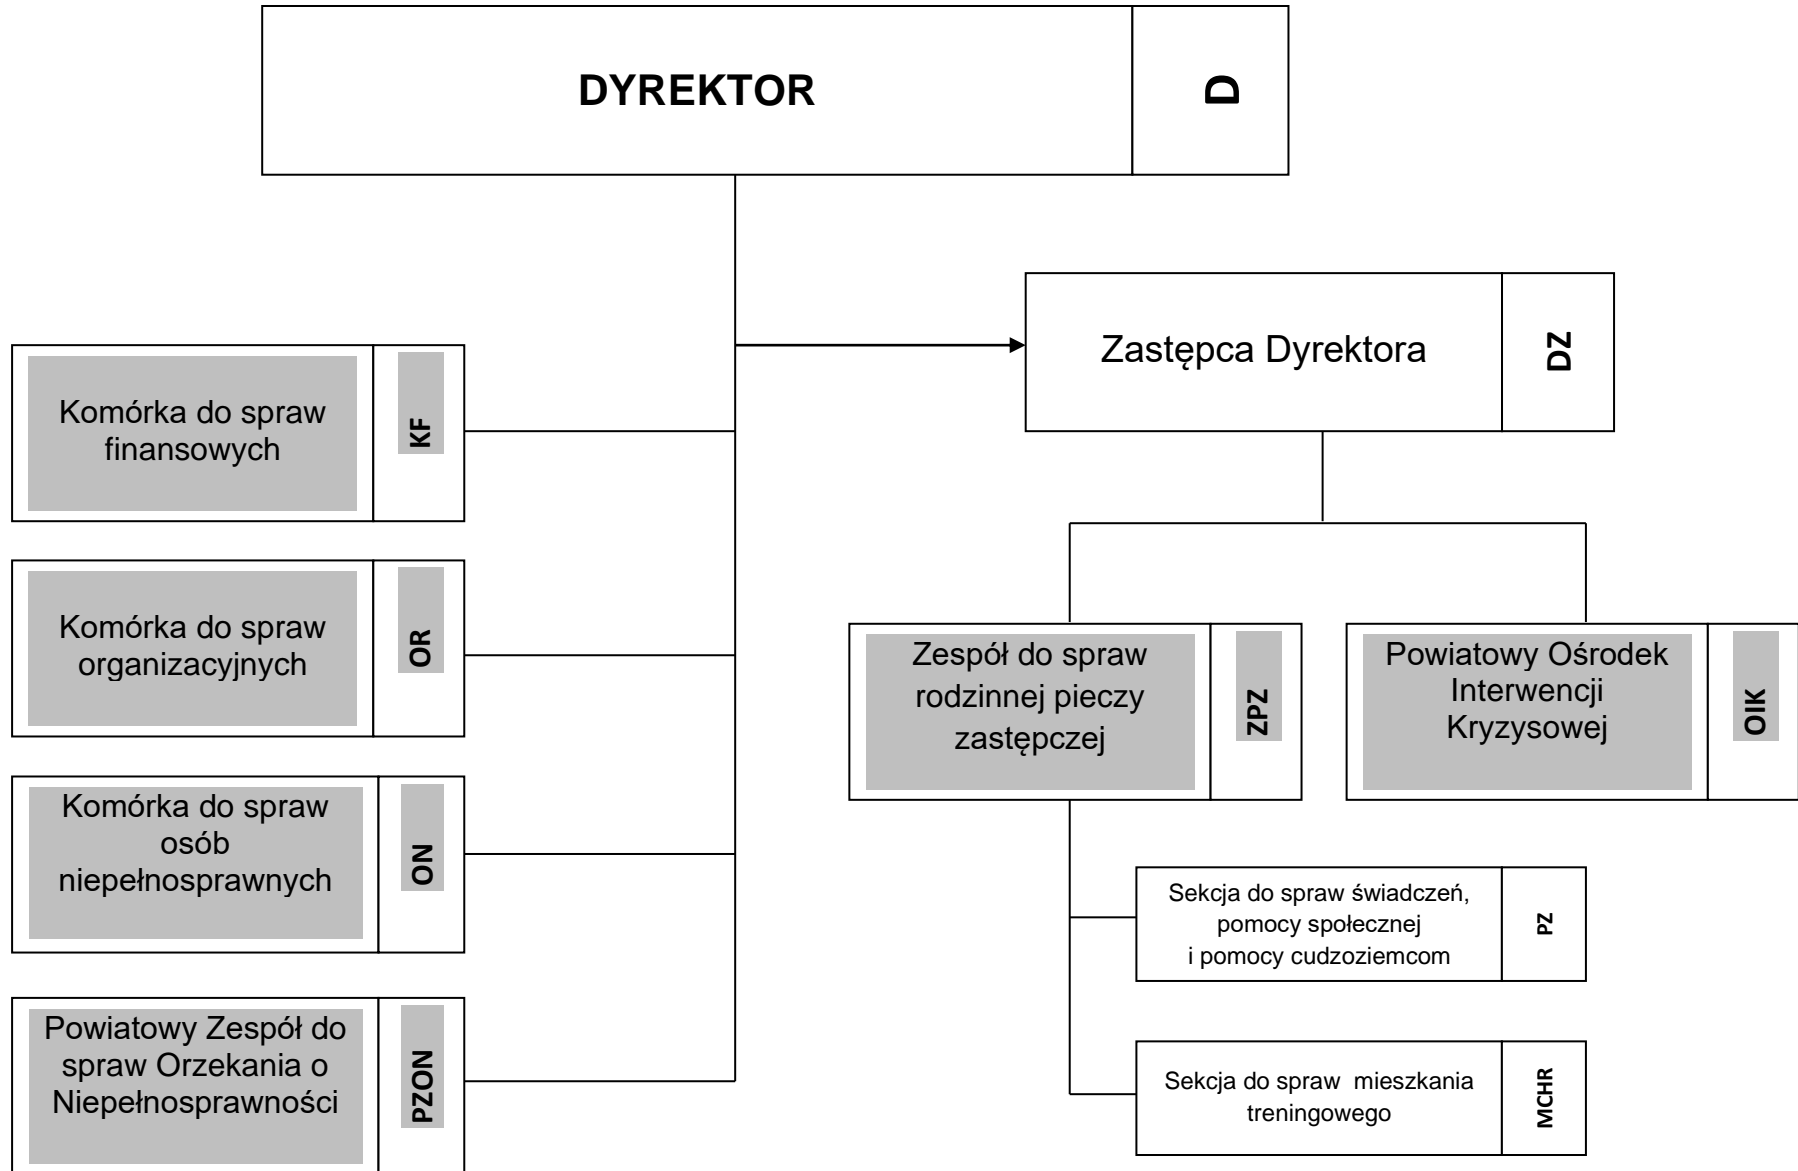 DYREKTOR
D
Zastępca Dyrektora
DZ
Komórka do spraw
finansowych
KF
Komórka do spraw
organizacyjnych
OR
Komórka do spraw
osób
niepełnosprawnych
ON
Powiatowy Zespół do
spraw Orzekania o
Niepełnosprawności
PZON
Zespół do spraw
rodzinnej pieczy
zastępczej
ZPZ
Powiatowy Ośrodek
Interwencji
Kryzysowej
OIK
Sekcja do spraw świadczeń,
pomocy społecznej
i pomocy cudzoziemcom
PZ
Sekcja do spraw  mieszkania
treningowego
MCHR